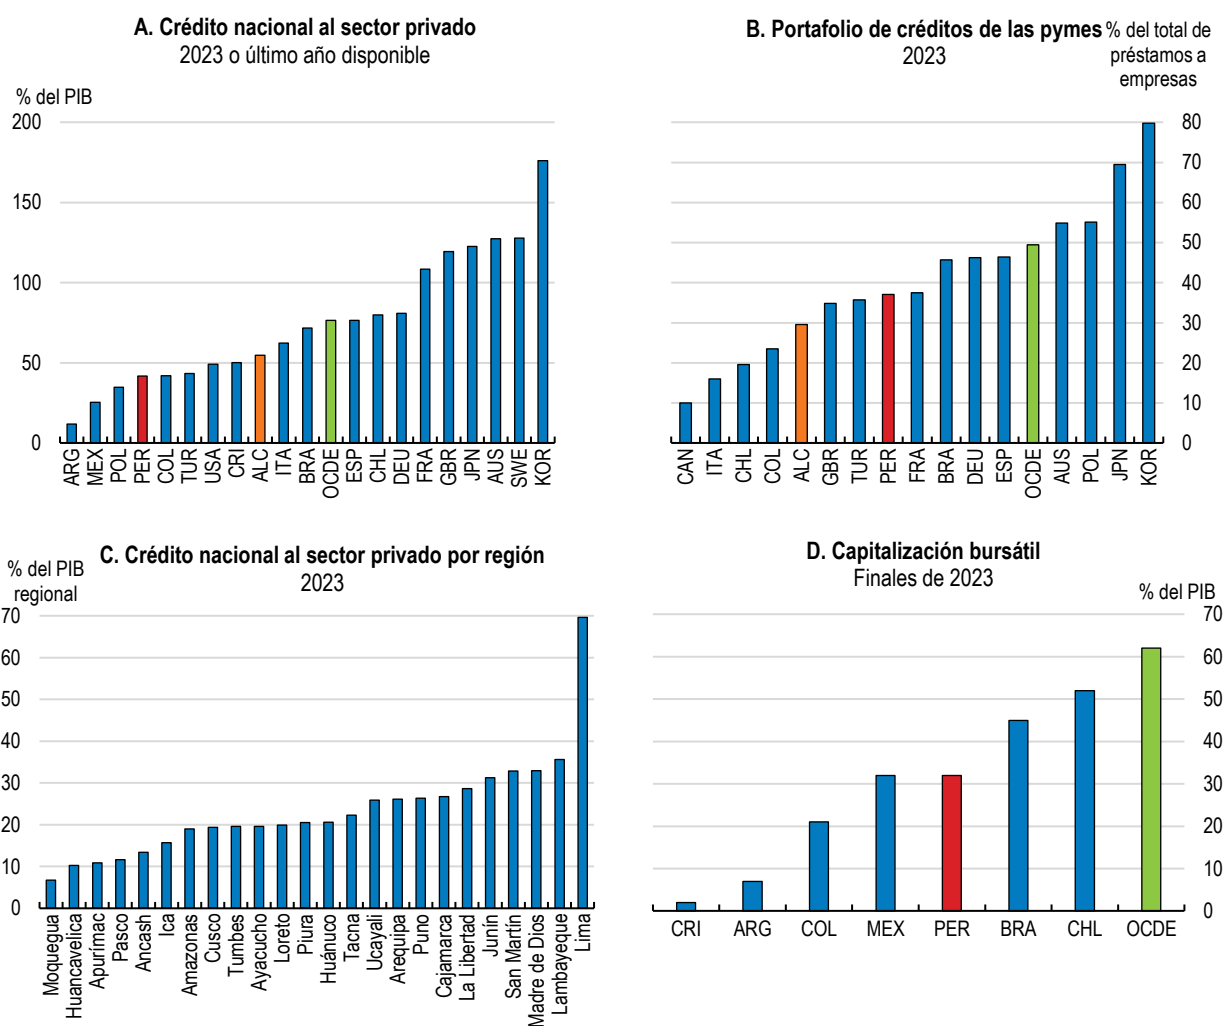 A. Crédito nacional al sector privado
2023 o último año disponible
% del PIB
200
150
100
50
0
ARG MEX POL PER COL TUR USA CRI ALC ITA BRA OCDE ESP CHL DEU FRA GBR JPN AUS SWE KOR
B. Portafolio de créditos de las pymes
2023
% del total de
préstamos a
empresas
80
70
60
50
40
30
20
10
0
CAN ITA CHL COL ALC GBR TUR PER FRA BRA DEU ESP OCDE AUS POL JPN KOR
C. Crédito nacional al sector privado por región
2023
% del PIB
regional
70
60
50
40
30
20
10
0
Moquegua Huancavelica Apurímac Pasco Ancash Ica Amazonas Cusco Tumbes Ayacucho Loreto Piura Huánuco Tacna Ucayali Arequipa Puno Cajamarca La Libertad Junín San Martín Madre de Dios Lambayeque Lima
D. Capitalización bursátil
Finales de 2023
% del PIB
70
60
50
40
30
20
10
0
CRI ARG COL MEX PER BRA CHL OCDE